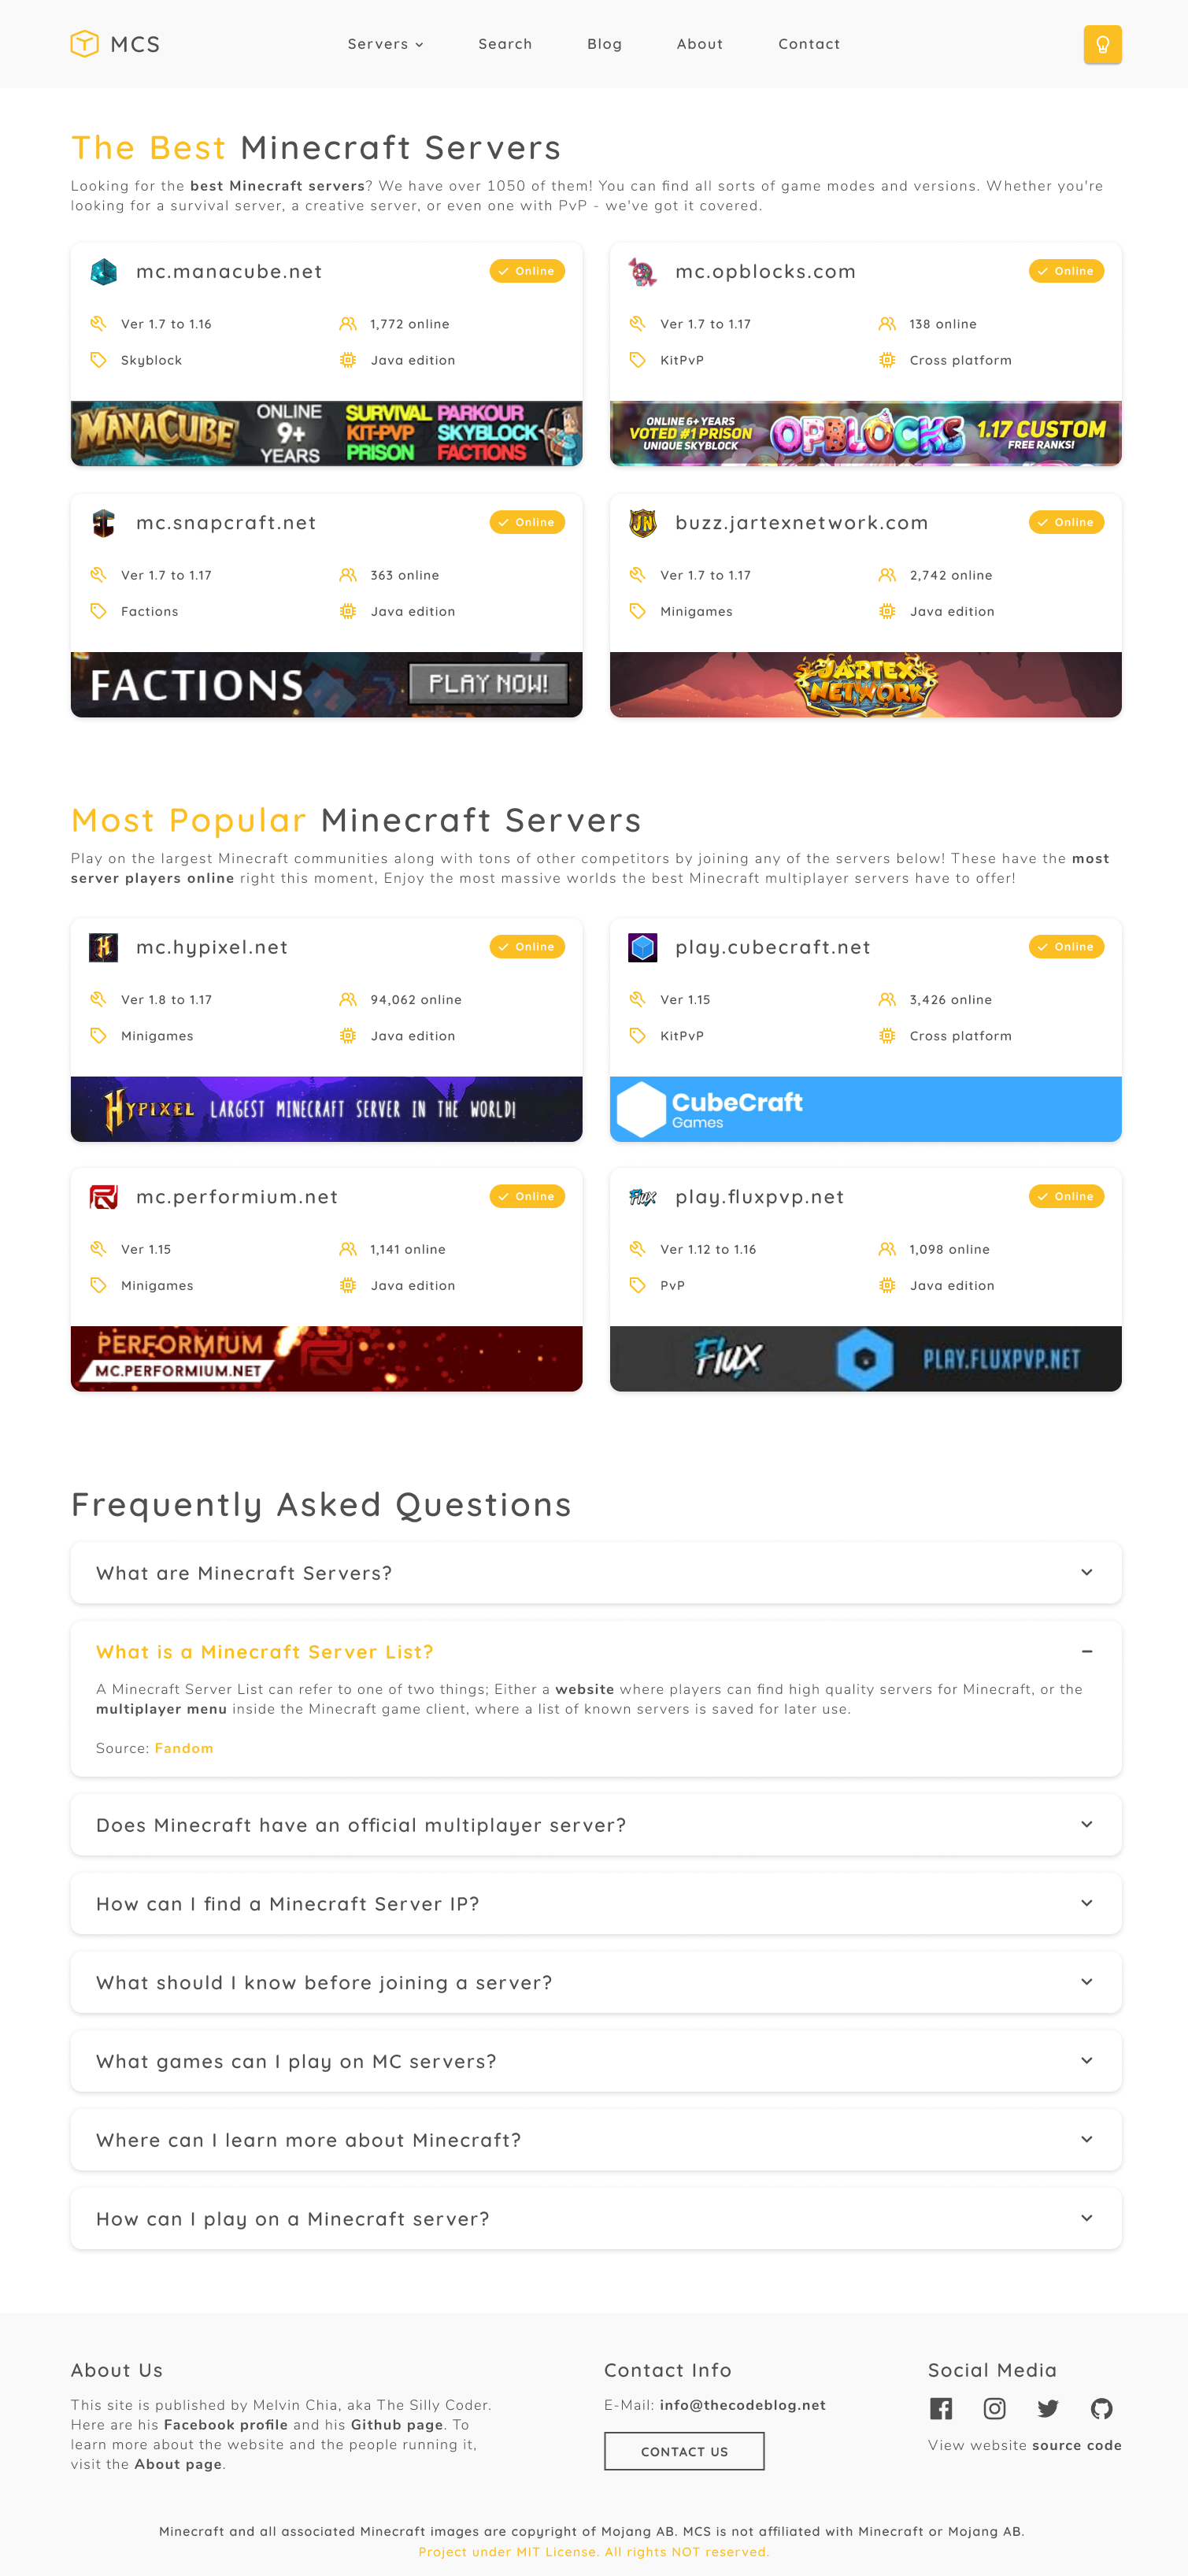 MCS
Servers
Search
Blog
About
Contact
The Best Minecraft Servers
Looking for the best Minecraft servers? We have over 1050 of them! You can find all sorts of game modes and versions. Whether you're
looking for a survival server, a creative server, or even one with PvP - we've got it covered.
mc.manacube.net
Online
Ver 1.7 to 1.16
1,772 online
Skyblock
Java edition
MANACUBE
ONLINE
9+
YEARS
SURVIVAL PARKOUR
KIT-PVP SKYBLOCK
PRISON FACTIONS
mc.opblocks.com
Online
Ver 1.7 to 1.17
138 online
KitPvP
Cross platform
ONLINE 6+ YEARS
VOTED #1 PRISON
UNIQUE SKYBLOCK
OPBLOCKS
1.17 CUSTOM
FREE RANKS!
mc.snapcraft.net
Online
Ver 1.7 to 1.17
363 online
Factions
Java edition
FACTIONS
PLAY NOW!
JN
buzz.jartexnetwork.com
Online
Ver 1.7 to 1.17
2,742 online
Minigames
Java edition
JARTEX
NETWORK
Most Popular Minecraft Servers
Play on the largest Minecraft communities along with tons of other competitors by joining any of the servers below! These have the most
server players online right this moment, Enjoy the most massive worlds the best Minecraft multiplayer servers have to offer!
H
mc.hypixel.net
Online
Ver 1.8 to 1.17
94,062 online
Minigames
Java edition
HYPIXEL LARGEST MINECRAFT SERVER IN THE WORLD!
play.cubecraft.net
Online
Ver 1.15
3,426 online
KitPvP
Cross platform
CubeCraft
Games
mc.performium.net
Online
Ver 1.15
1,141 online
Minigames
Java edition
PERFORMIUM
MC.PERFORMIUM.NET
Flux
play.fluxpvp.net
Online
Ver 1.12 to 1.16
1,098 online
PvP
Java edition
Flux
PLAY.FLUXPVP.NET
Frequently Asked Questions
What are Minecraft Servers?
What is a Minecraft Server List?
A Minecraft Server List can refer to one of two things; Either a website where players can find high quality servers for Minecraft, or the
multiplayer menu inside the Minecraft game client, where a list of known servers is saved for later use.
Source: Fandom
Does Minecraft have an official multiplayer server?
How can I find a Minecraft Server IP?
What should I know before joining a server?
What games can I play on MC servers?
Where can I learn more about Minecraft?
How can I play on a Minecraft server?
About Us
This site is published by Melvin Chia, aka The Silly Coder.
Here are his Facebook profile and his Github page. To
learn more about the website and the people running it,
visit the About page.
Contact Info
E-Mail: info@thecodeblog.net
CONTACT US
Social Media
View website source code
Minecraft and all associated Minecraft images are copyright of Mojang AB. MCS is not affiliated with Minecraft or Mojang AB.
Project under MIT License. All rights NOT reserved.